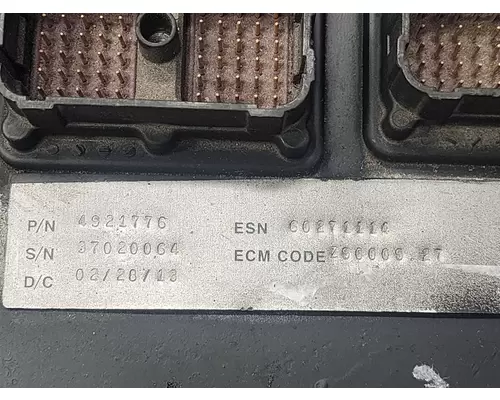 P/N 4921776 ESN
S/N 37020064 ECM CODE
D/C 02/28/13